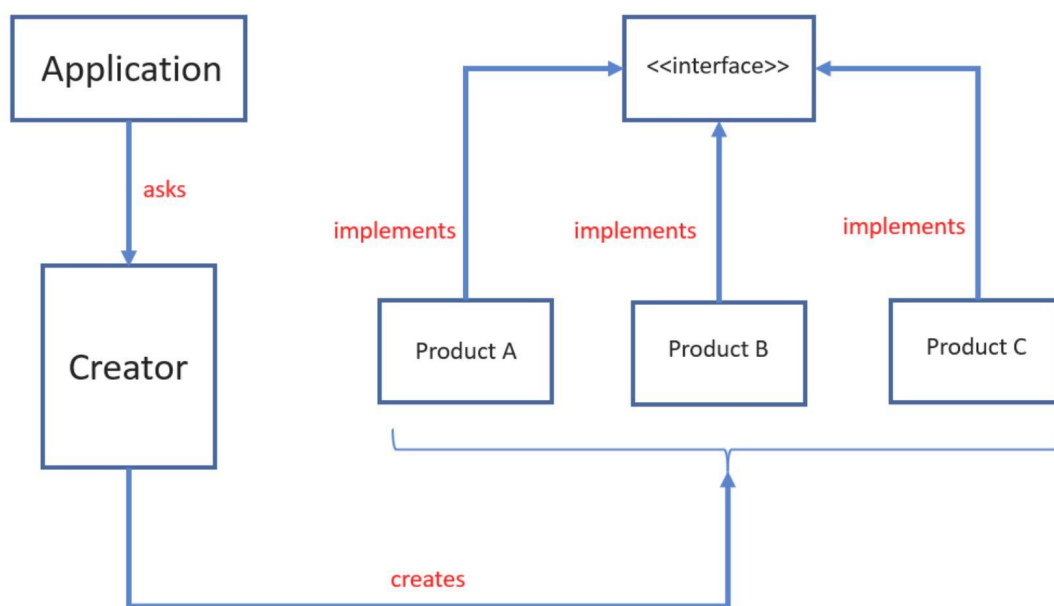 Application
<<interface>>
asks
implements
implements
implements
Creator
Product A
Product B
Product C
creates